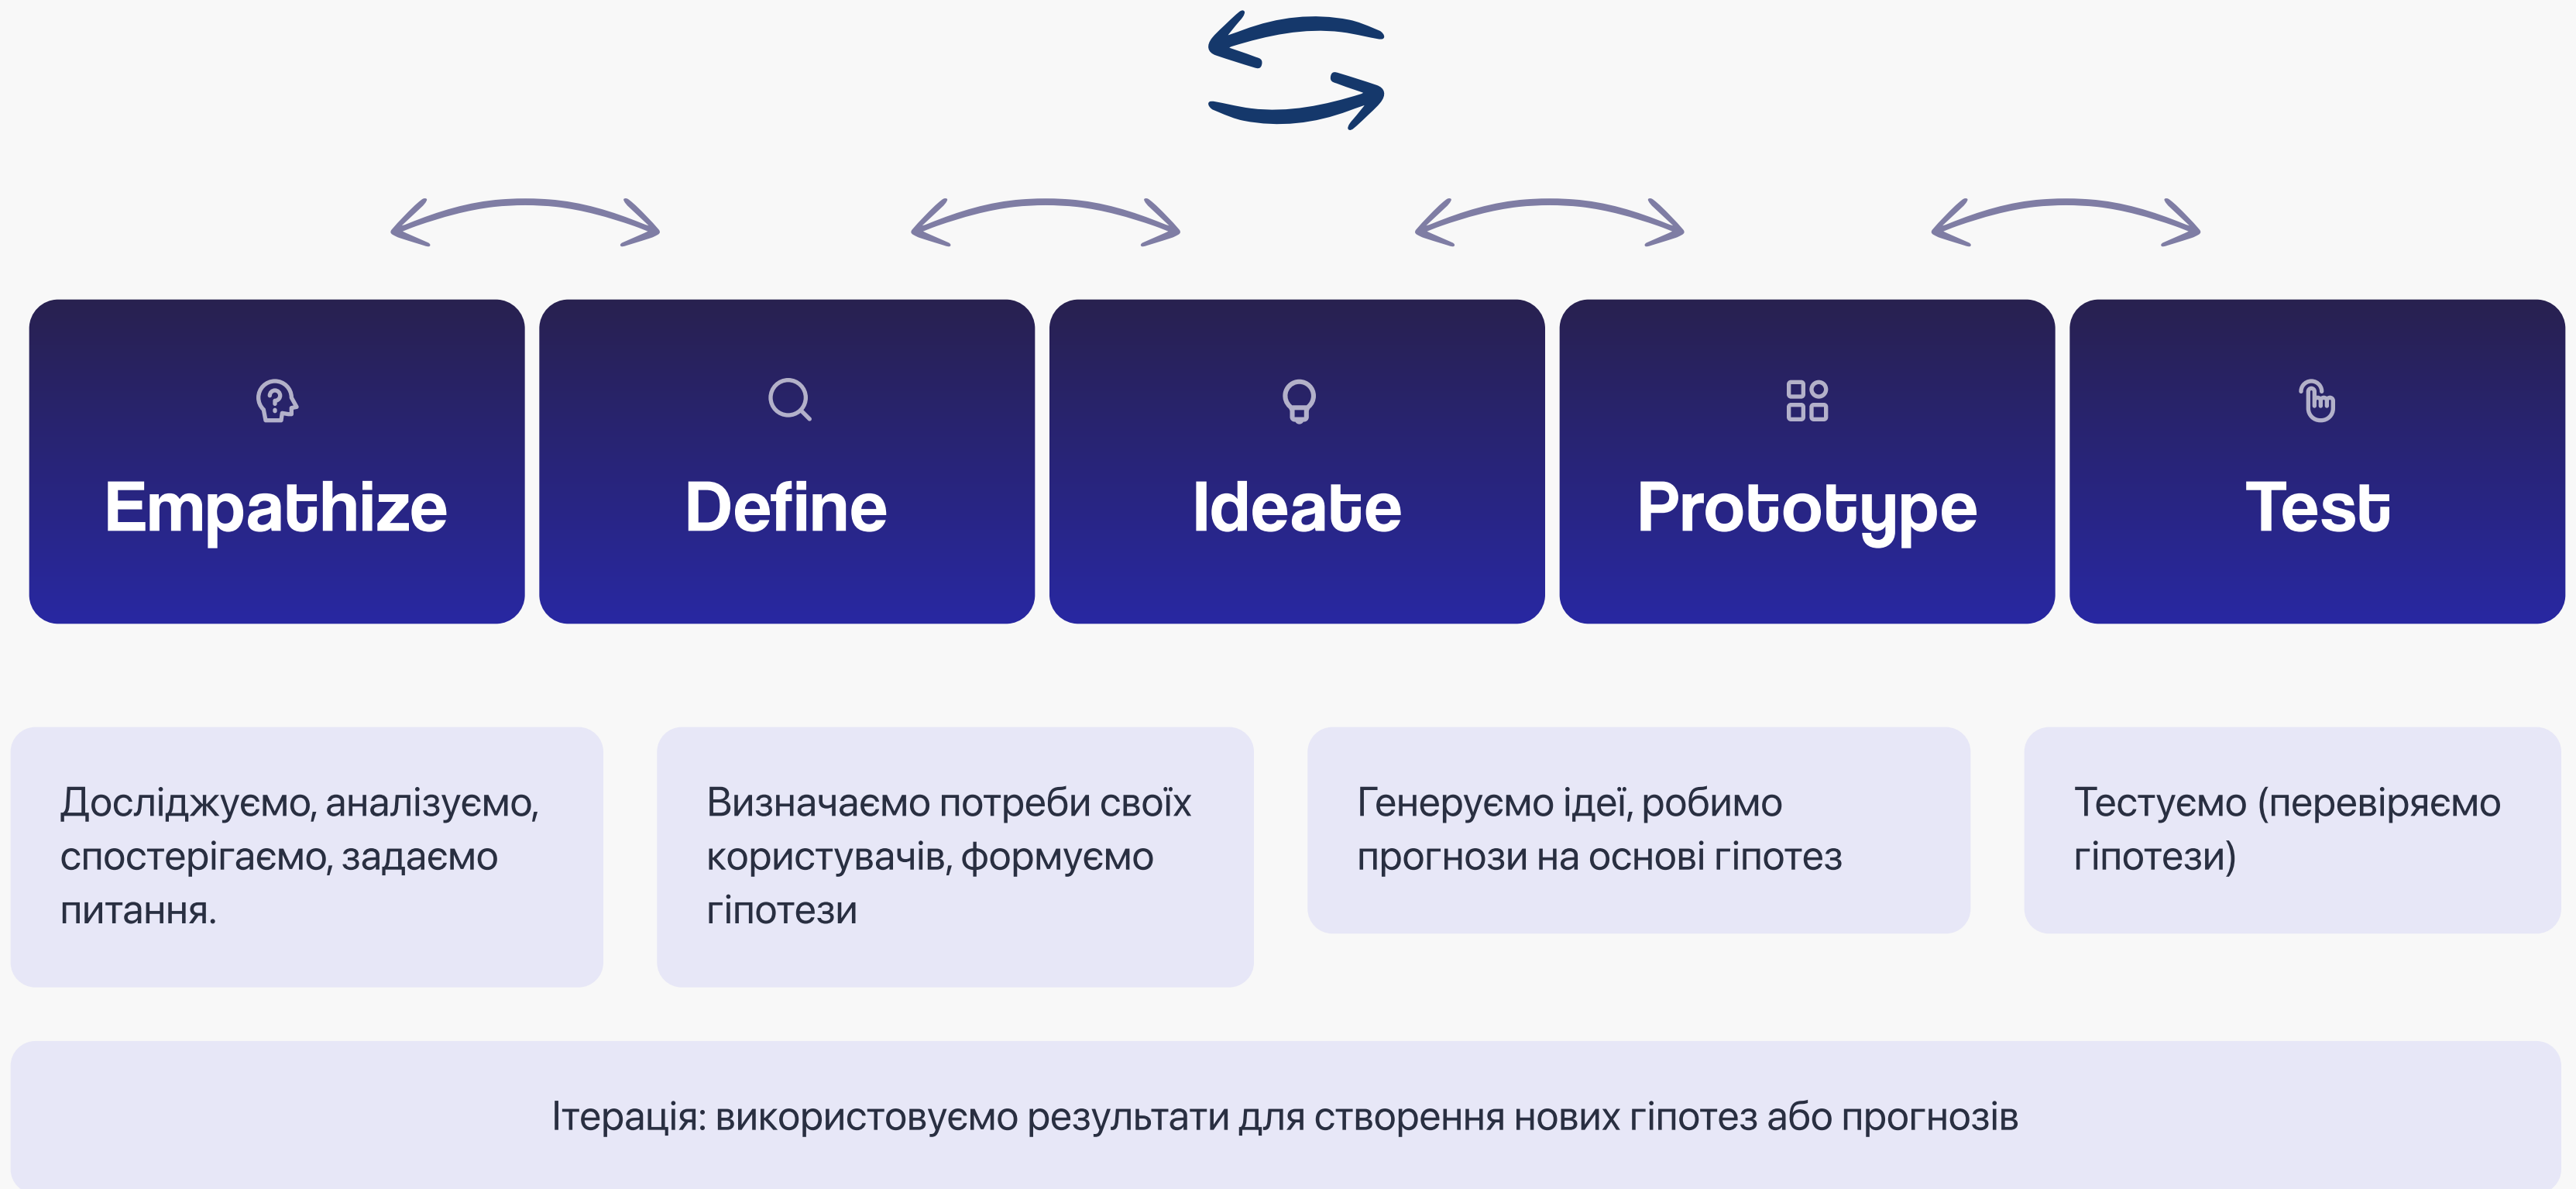 Empathize
Define
Ideate
Prototype
Test
Досліджуємо, аналізуємо,
спостерігаємо, задаємо
питання.
Визначаємо потреби своїх
користувачів, формуємо
гіпотези
Генеруємо ідеї, робимо
прогнози на основі гіпотез
Тестуємо (перевіряємо
гіпотези)
Ітерація: використовуємо результати для створення нових гіпотез або прогнозів